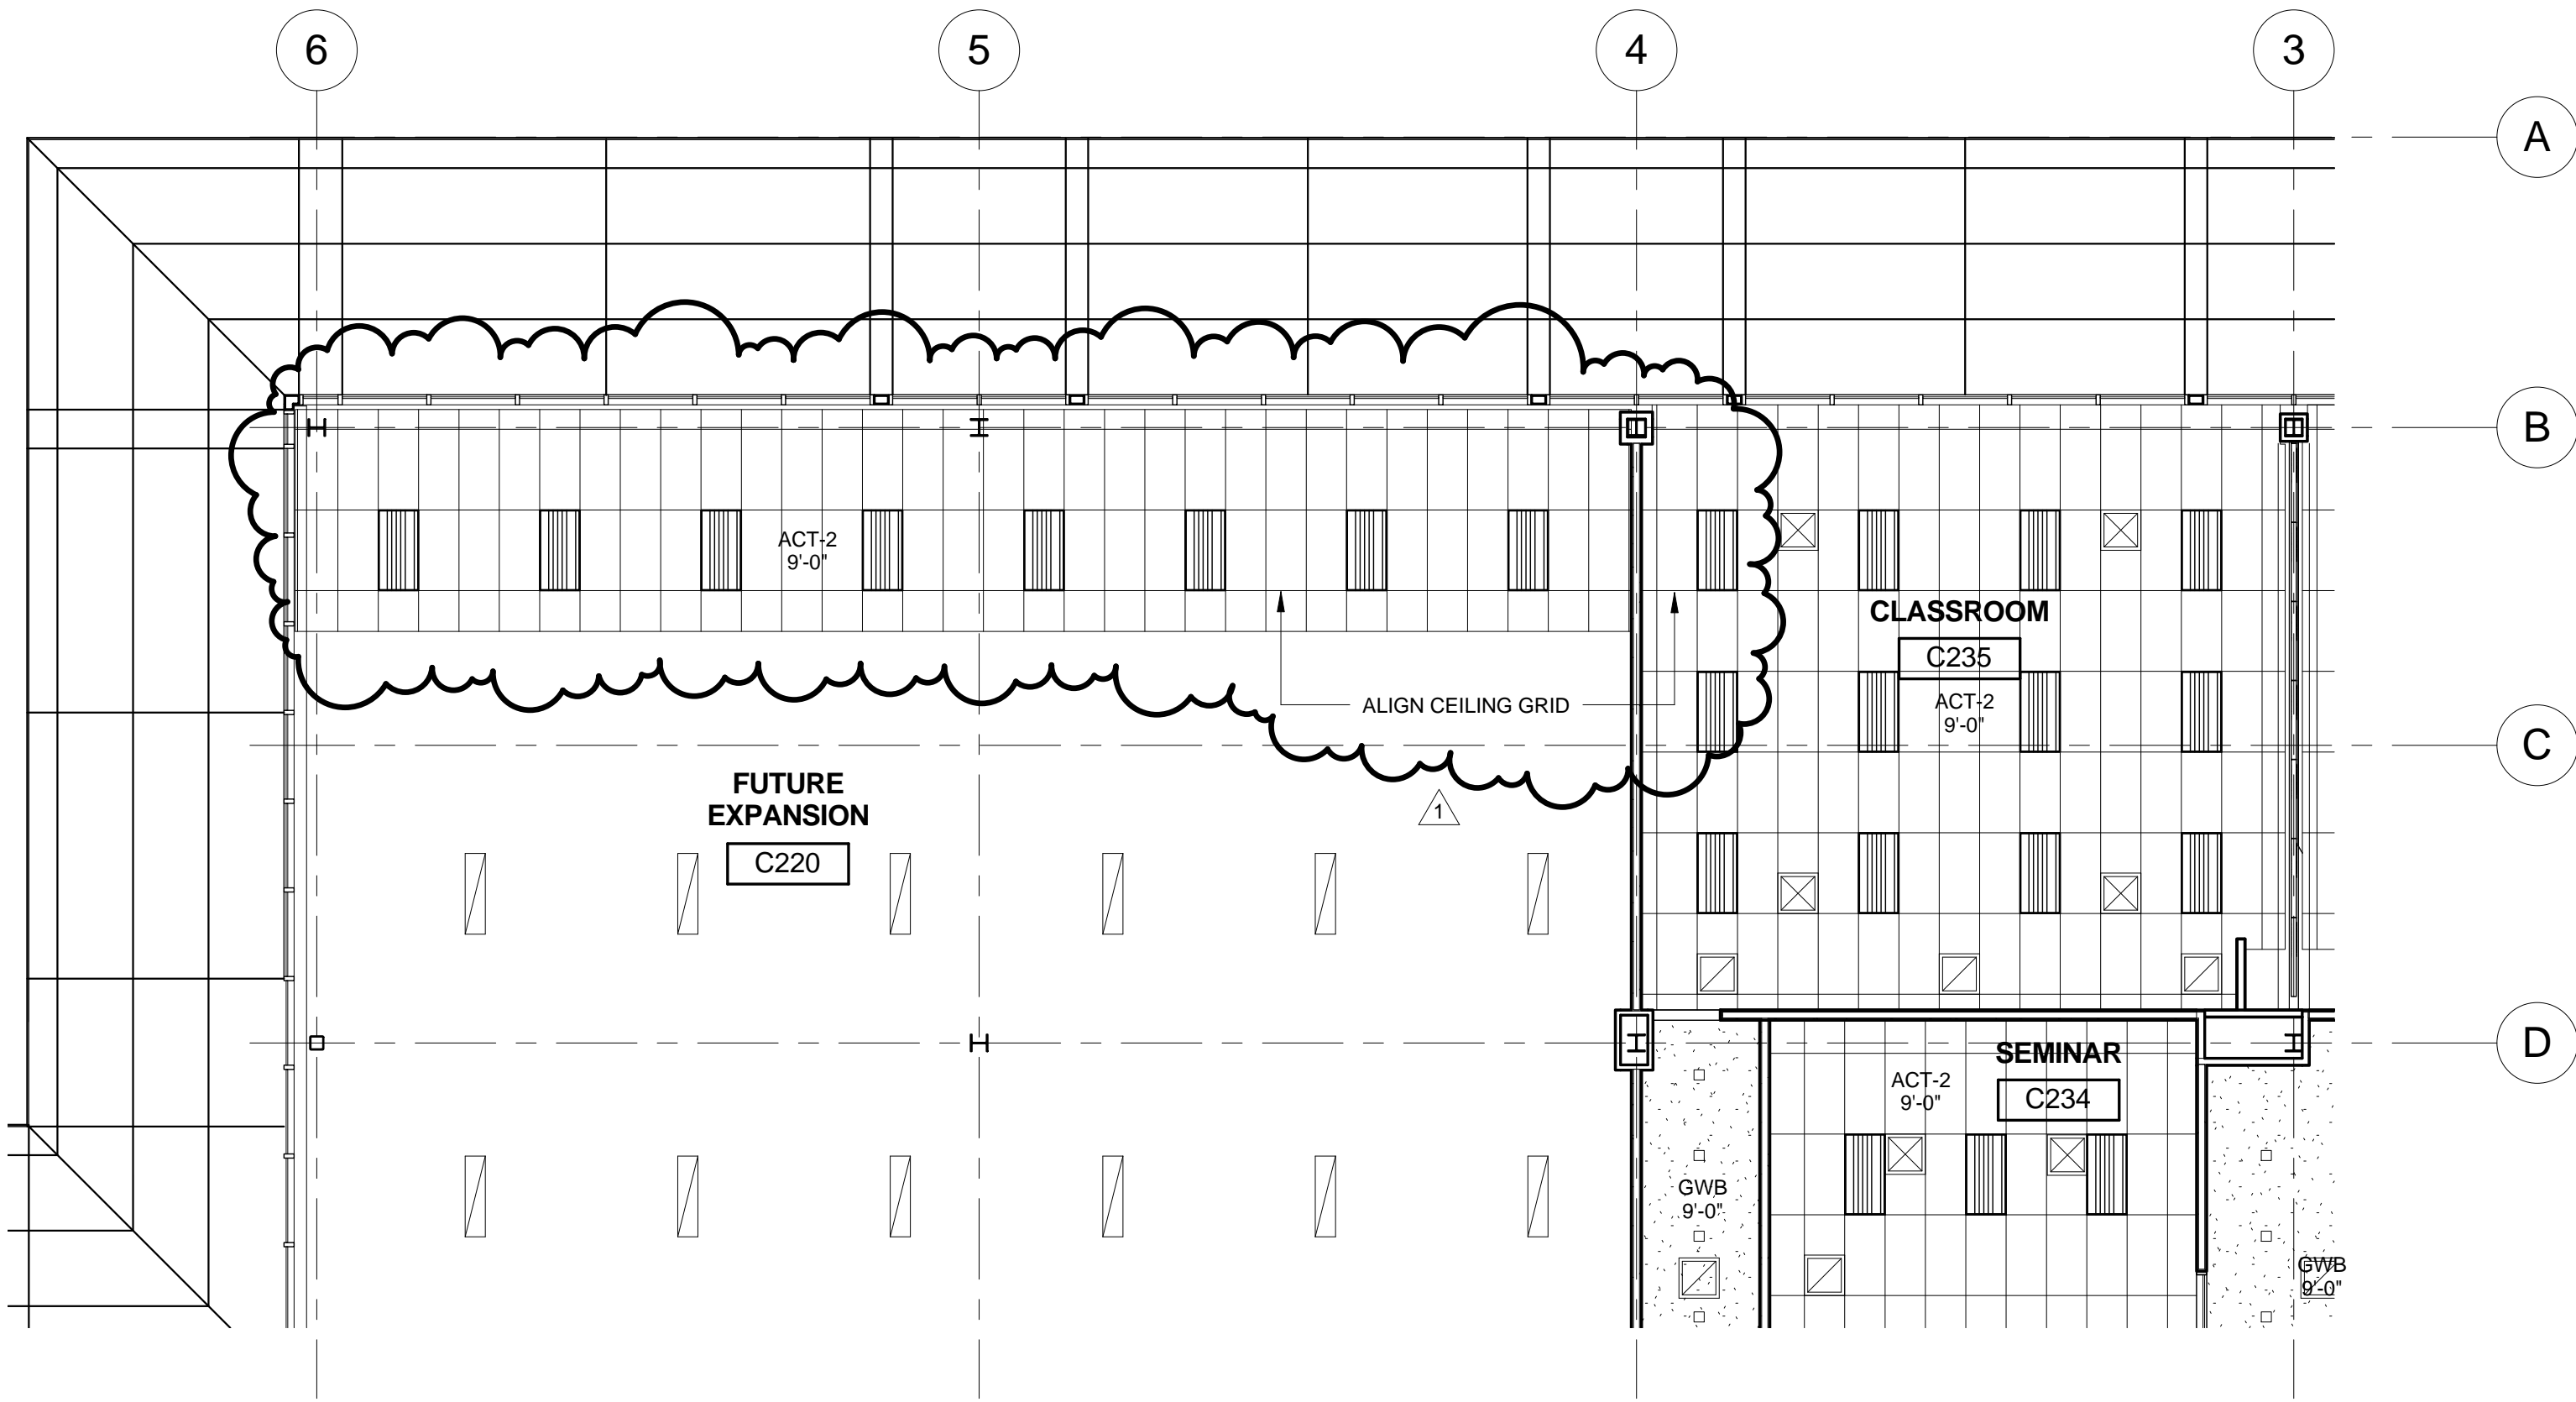 6
5
4
3
A
B
ACT-2
9'-0"
CLASSROOM
C235
ACT-2
9'-0"
ALIGN CEILING GRID
C
FUTURE
EXPANSION
C220
1
D
SEMINAR
C234
ACT-2
9'-0"
GWB
9'-0"
GWB
9'-0"